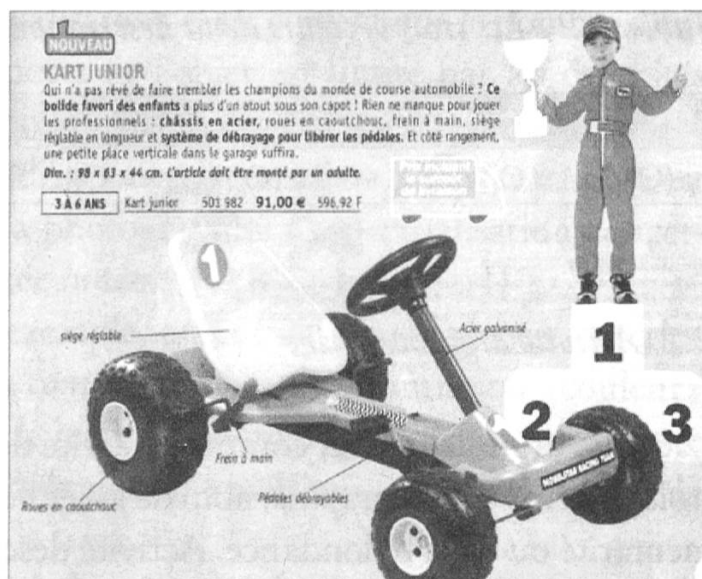 NOUVEAU
KART JUNIOR
Qui n'a pas rêvé de faire trembler les champions du monde de course automobile ? Ce
bolide favori des enfants a plus d'un atout sous son capot ! Rien ne manque pour jouer
les professionnels : châssis en acier, roues en caoutchouc, frein à main, siège
réglable en longueur et système de débrayage pour libérer les pédales. Et côté rangement,
une petite place verticale dans le garage suffira.
Dim. : 98 x 63 x 44 cm. L'article doit être monté par un adulte.
3 À 6 ANS Kart junior 501 982 91,00 € 596,92 F
1
siège réglable
Acier galvanisé
1
2 3
Frein à main
Pédales débrayables
Roues en caoutchouc
RACING TEAM